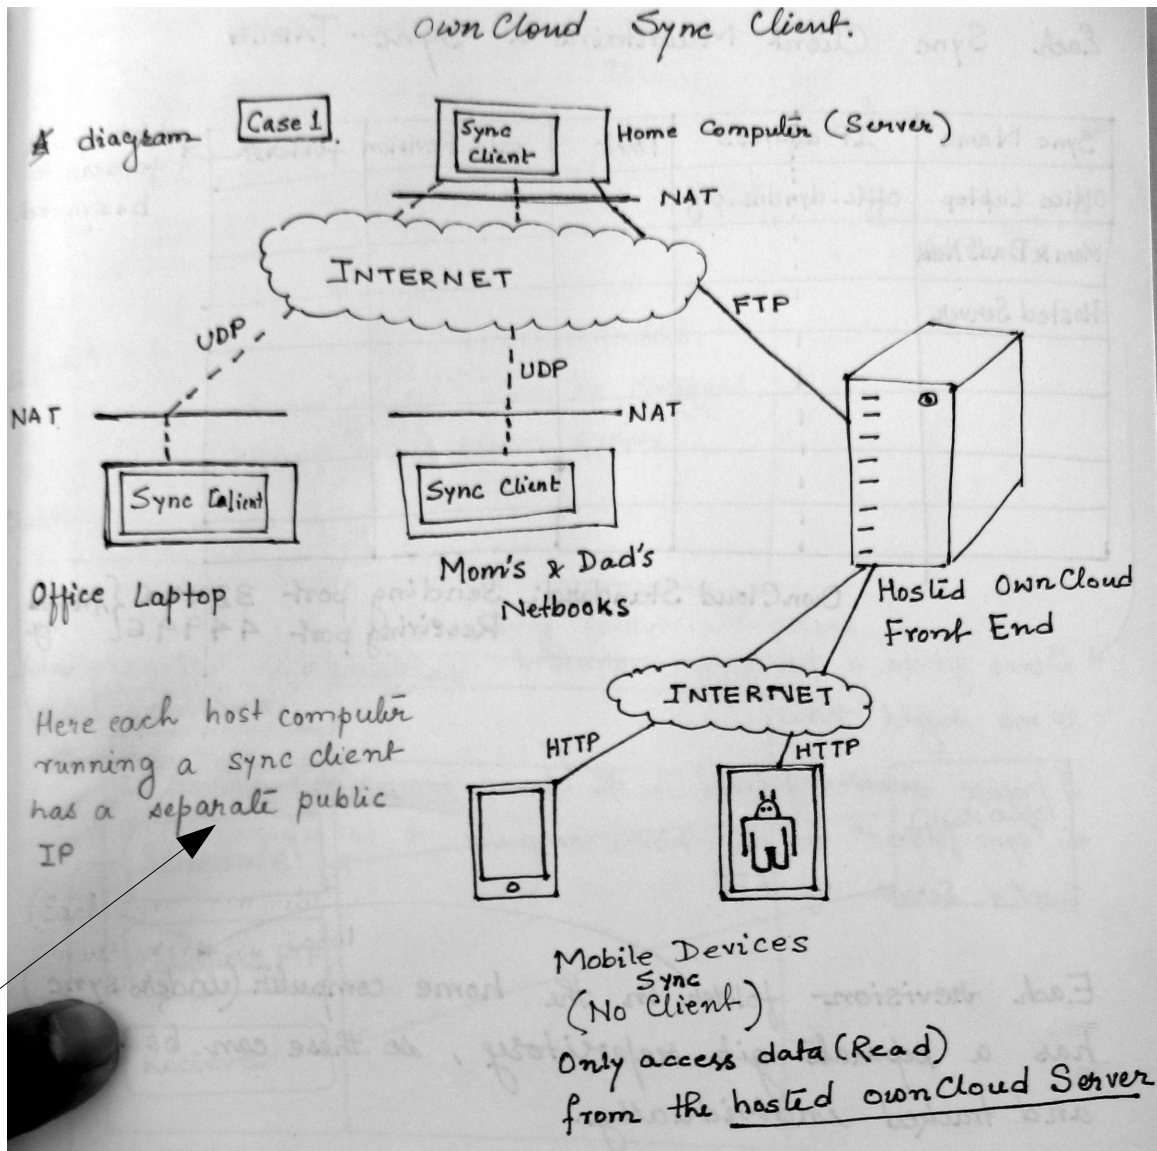 OwnCloud Sync Client.
A diagram
Case 1
Sync
Client
Home Computer (Server)
NAT
INTERNET
UDP
UDP
FTP
NAT
NAT
Sync Client
Sync Client
Office Laptop
Mom's & Dad's
Netbooks
Hosted OwnCloud
Front End
INTERNET
HTTP
HTTP
Here each host computer
running a sync client
has a separate public
IP
Mobile Devices
Sync
(No Client)
Only access data (Read)
from the hosted ownCloud Server